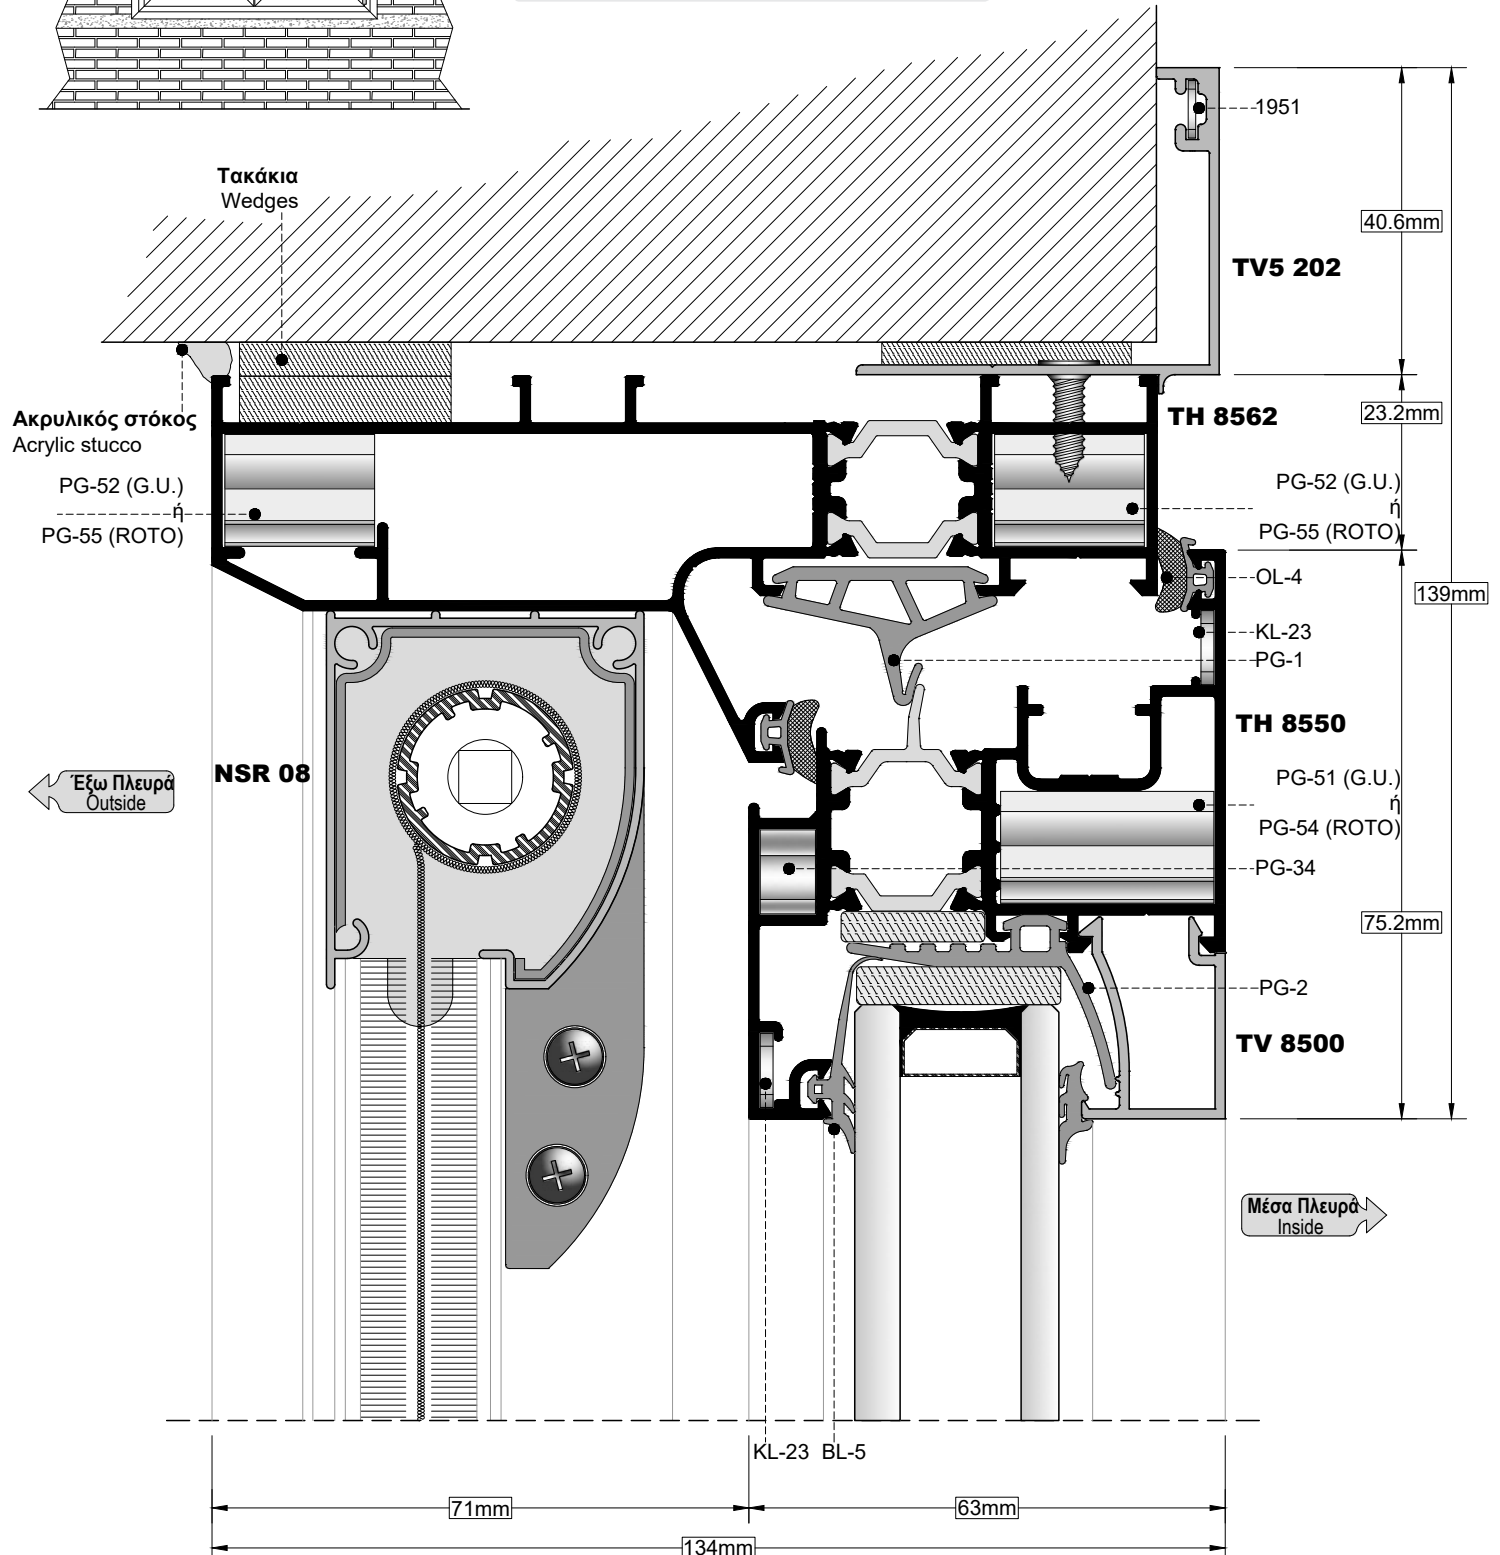 1951
Τακάκια
Wedges
40.6mm
TV5 202
Ακρυλικός στόκος
Acrylic stucco
TH 8562
23.2mm
PG-52 (G.U.)
ή
PG-55 (ROTO)
PG-52 (G.U.)
ή
PG-55 (ROTO)
OL-4
139mm
KL-23
PG-1
TH 8550
NSR 08
Έξω Πλευρά
Outside
PG-51 (G.U.)
ή
PG-54 (ROTO)
PG-34
75.2mm
PG-2
TV 8500
Μέσα Πλευρά
Inside
KL-23
BL-5
71mm
63mm
134mm